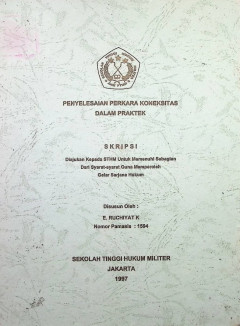 PENYELESAIAN PERKARA KONEKSITAS
DALAM PRAKTEK
SKRIPSI
Diajukan Kepada STHM Untuk Memenuhi Sebagian
Dari Syarat-syarat Guna Memperoleh
Gelar Sarjana Hukum
Disusun Oleh :
E. RUCHIYAT K
Nomor Pamasis : 1594
SEKOLAH TINGGI HUKUM MILITER
JAKARTA
1997